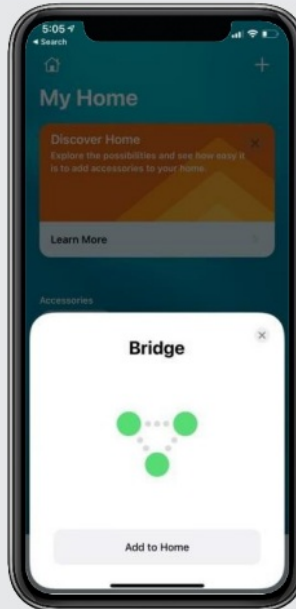 5:05
◀ Search
My Home
Discover Home
Explore the possibilities and see how easy it
is to add accessories to your home.
Learn More
Accessories
Bridge
Add to Home